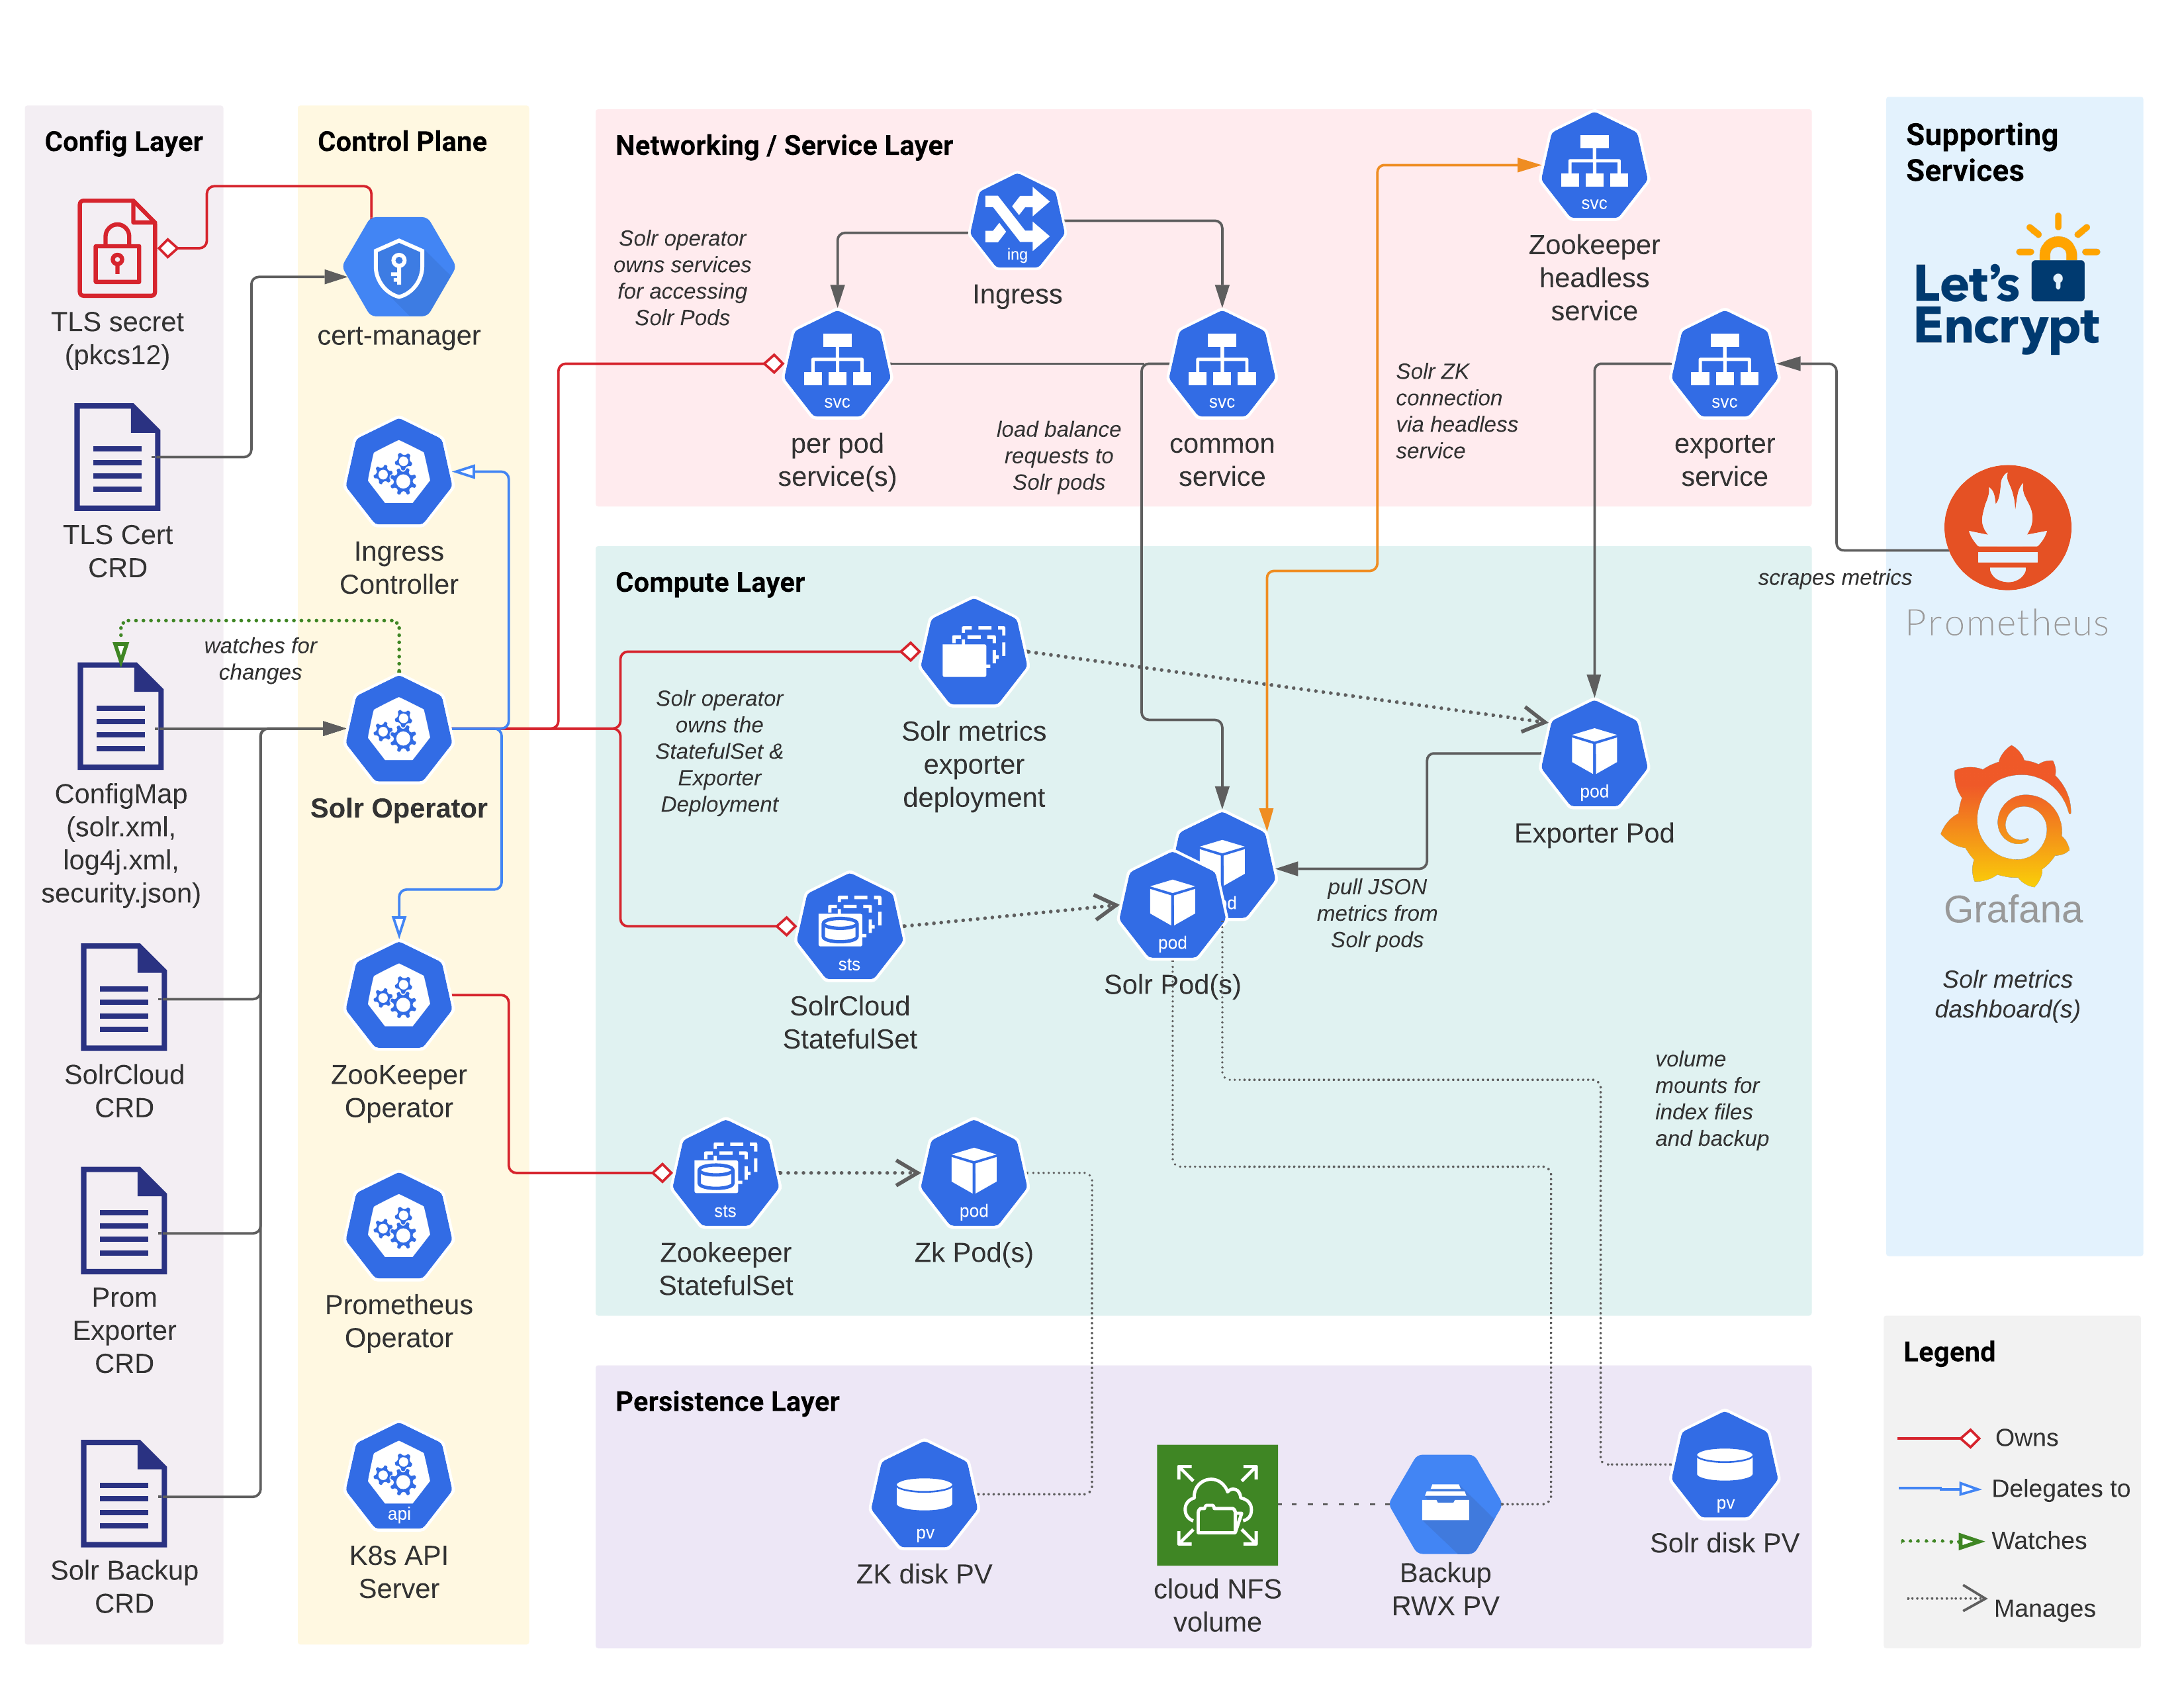 Config Layer
TLS secret
(pkcs12)
TLS Cert
CRD
watches for
changes
ConfigMap
(solr.xml,
log4j.xml,
security.json)
SolrCloud
CRD
Prom
Exporter
CRD
Solr Backup
CRD
Control Plane
cert-manager
Ingress
Controller
Solr Operator
ZooKeeper
Operator
Prometheus
Operator
api
K8s API
Server
Networking / Service Layer
Solr operator
owns services
for accessing
Solr Pods
ing
Ingress
svc
Zookeeper
headless
service
svc
per pod
service(s)
load balance
requests to
Solr pods
svc
common
service
Solr ZK
connection
via headless
service
svc
exporter
service
Compute Layer
Solr operator
owns the
StatefulSet &
Exporter
Deployment
Solr metrics
exporter
deployment
pod
Exporter Pod
sts
SolrCloud
StatefulSet
pod
Solr Pod(s)
pull JSON
metrics from
Solr pods
volume
mounts for
index files
and backup
sts
Zookeeper
StatefulSet
pod
Zk Pod(s)
Persistence Layer
pv
ZK disk PV
cloud NFS
volume
Backup
RWX PV
pv
Solr disk PV
Supporting
Services
Let's
Encrypt
scrapes metrics
Prometheus
Grafana
Solr metrics
dashboard(s)
Legend
Owns
Delegates to
Watches
Manages